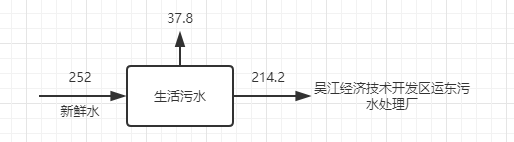 37.8
252
新鲜水
生活污水
214.2
吴江经济技术开发区运东污
水处理厂